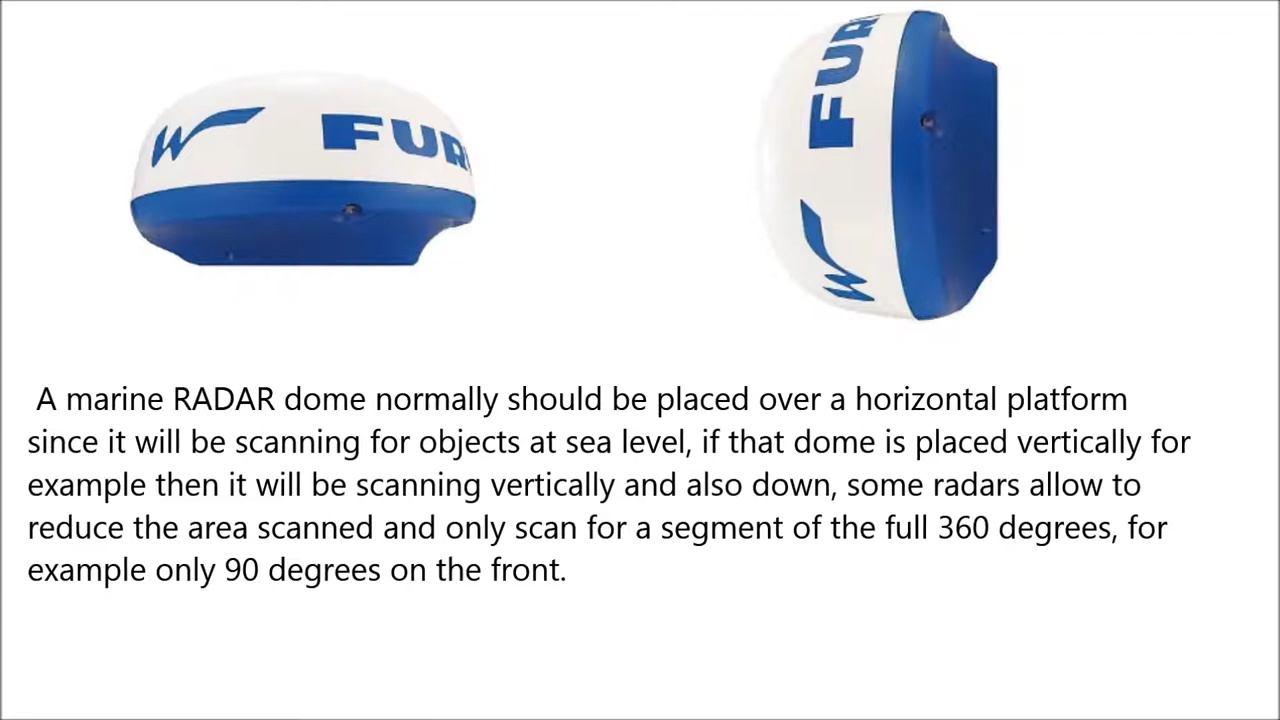 W FUR
FUR
W
A marine RADAR dome normally should be placed over a horizontal platform
since it will be scanning for objects at sea level, if that dome is placed vertically for
example then it will be scanning vertically and also down, some radars allow to
reduce the area scanned and only scan for a segment of the full 360 degrees, for
example only 90 degrees on the front.